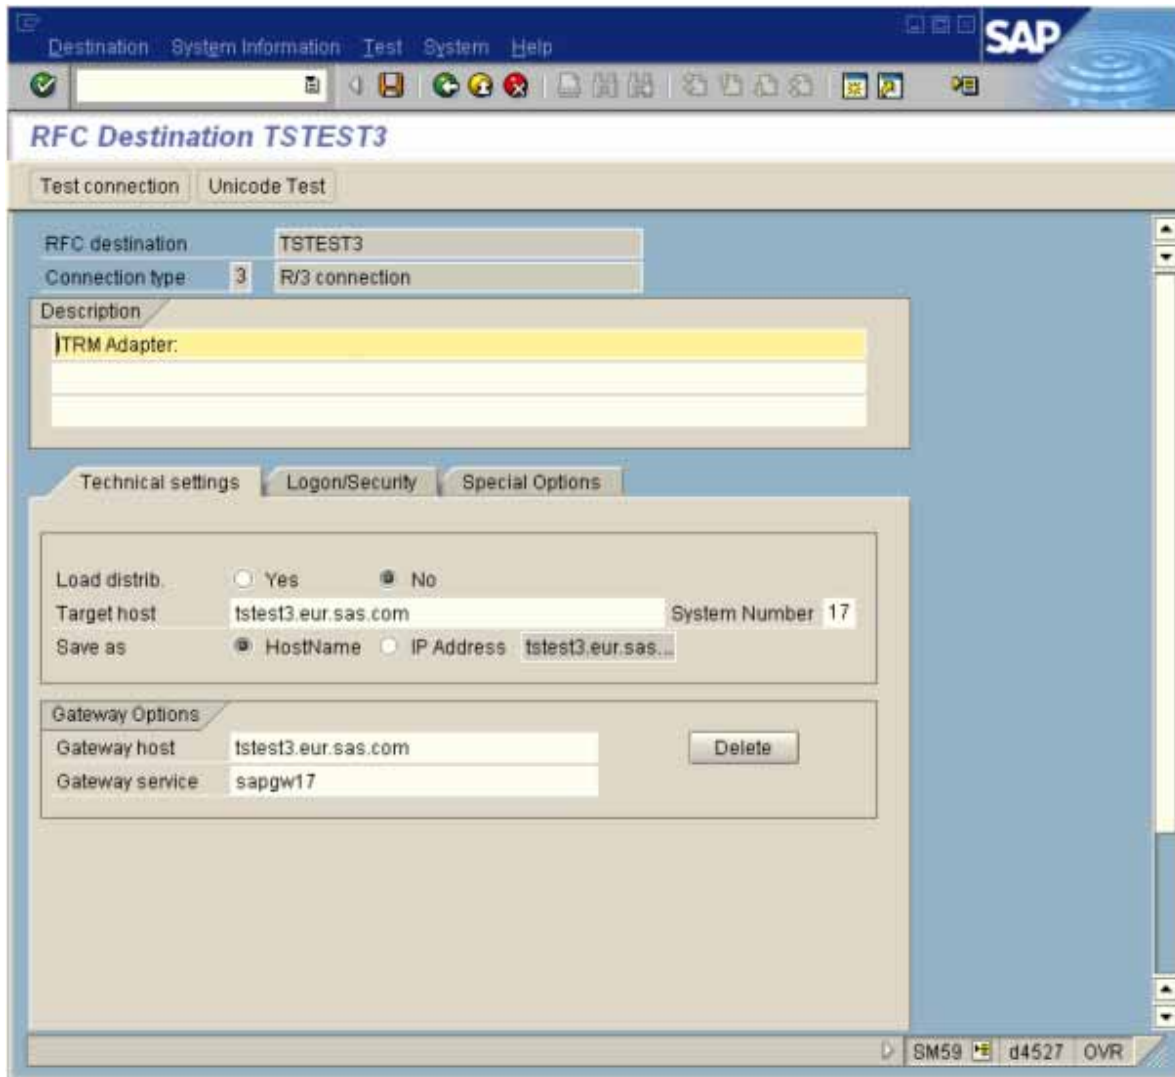 Destination System Information Test System Help
SAP
RFC Destination TSTEST3
Test connection Unicode Test
RFC destination TSTEST3
Connection type 3 R/3 connection
Description
ITRM Adapter:
Technical settings Logon/Security Special Options
Load distrib. Yes No
Target host tstest3.eur.sas.com System Number 17
Save as HostName IP Address tstest3.eur.sas...
Gateway Options
Gateway host tstest3.eur.sas.com Delete
Gateway service sapgw17
SM59 d4527 OVR